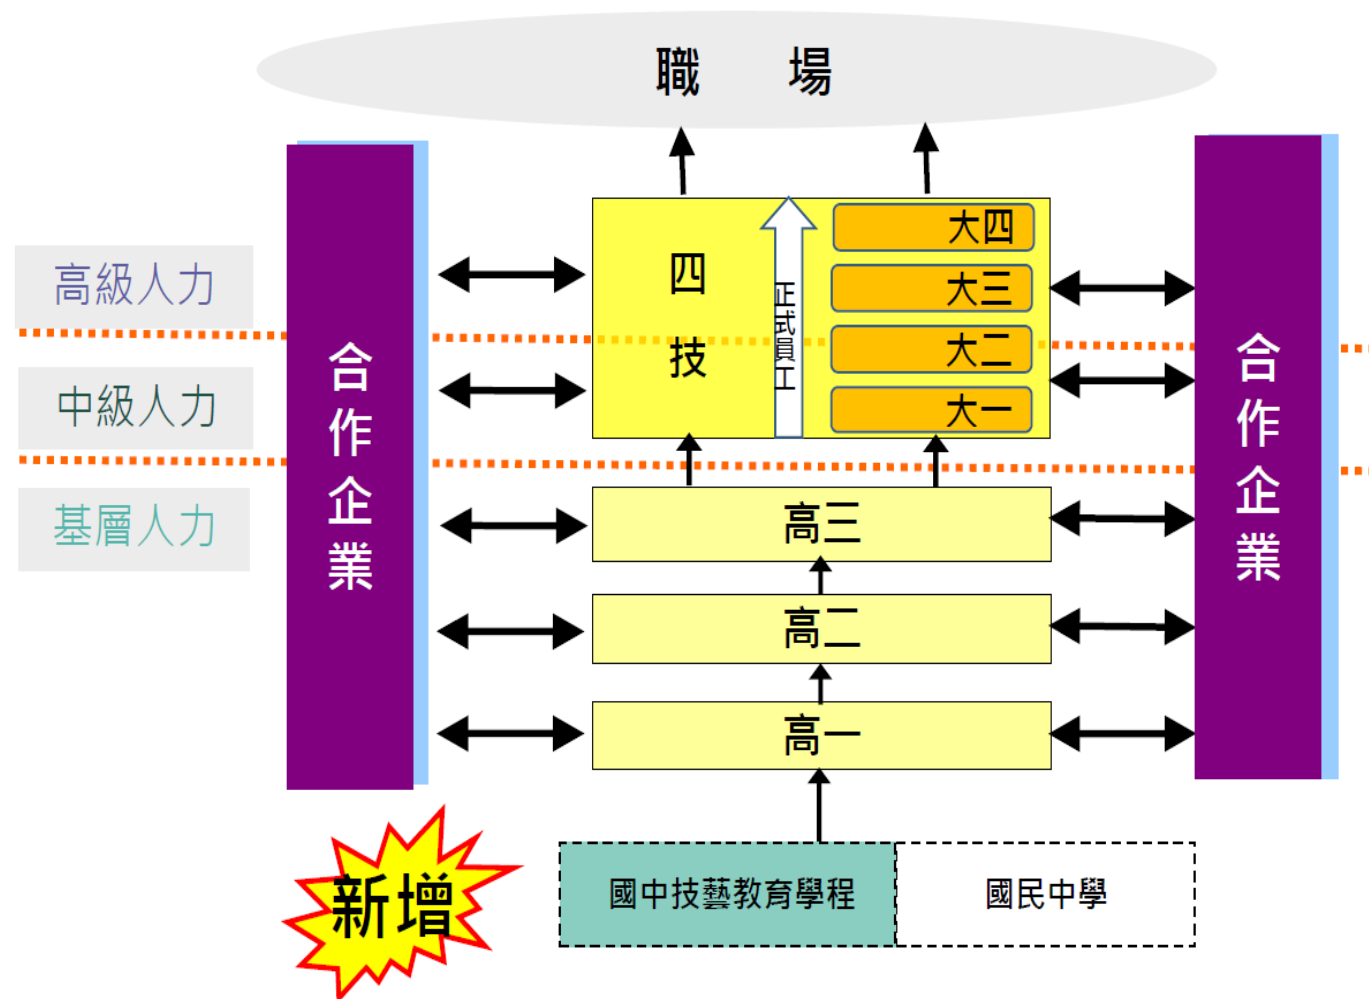 職 場
高級人力
中級人力
基層人力
合作企業
四技
正式員工
大四
大三
大二
大一
合作企業
高三
高二
高一
新增
國中技藝教育學程
國民中學